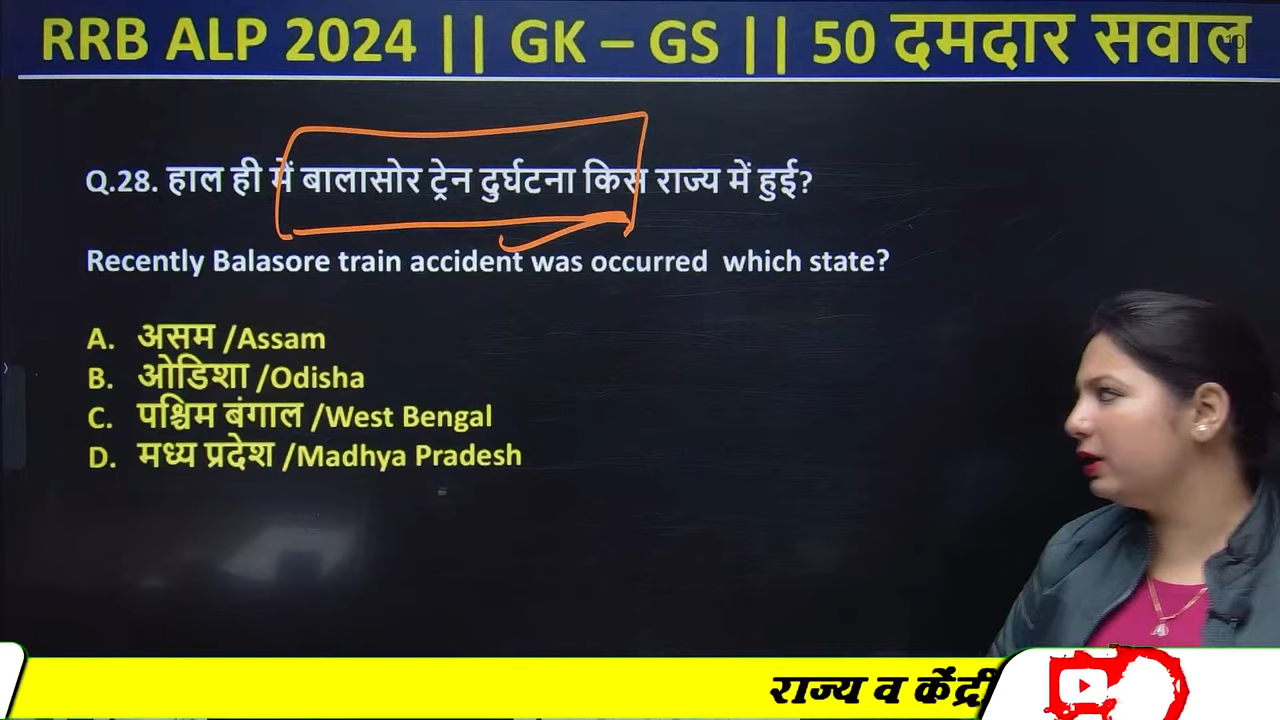 RRB ALP 2024 || GK – GS || 50 दमदार सवाल
Q.28. हाल ही में बालासोर ट्रेन दुर्घटना किस राज्य में हुई?
Recently Balasore train accident was occurred which state?
A. असम /Assam
B. ओडिशा /Odisha
C. पश्चिम बंगाल /West Bengal
D. मध्य प्रदेश /Madhya Pradesh
राज्य व केंद्री